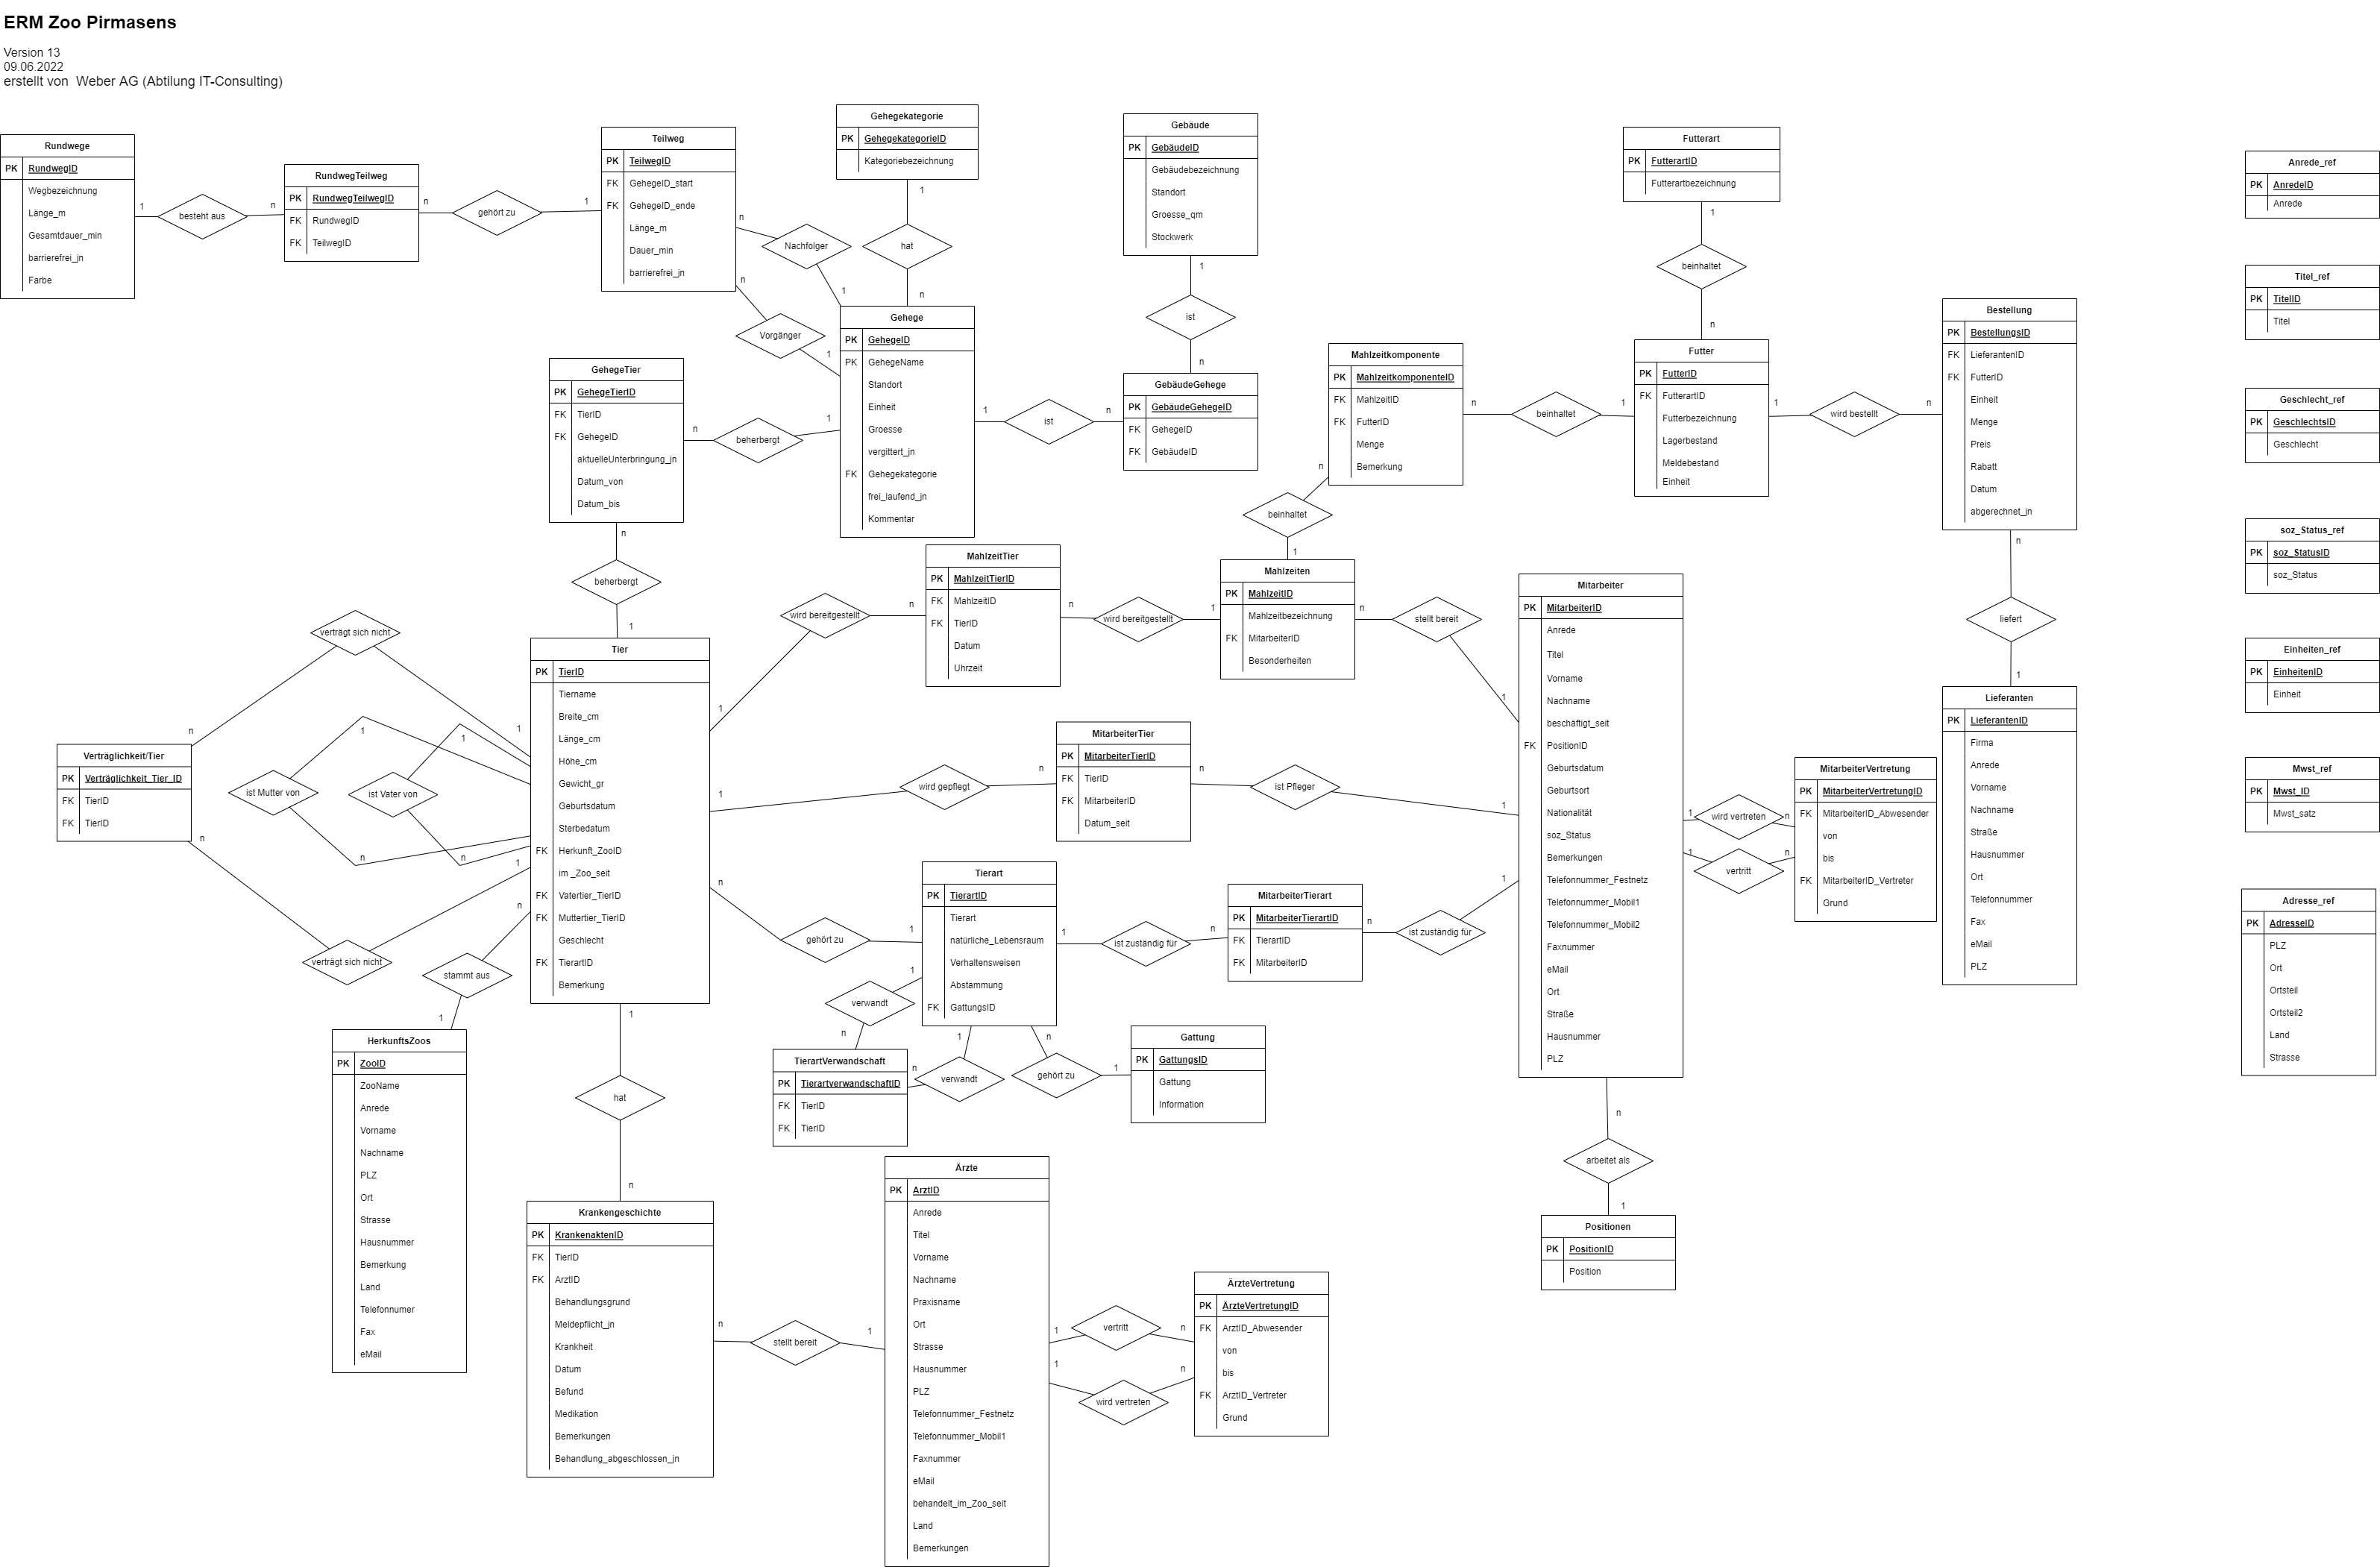 ERM Zoo Pirmasens
Version 13
09.06.2022
erstellt von Weber AG (Abtilung IT-Consulting)
Rundwege
PK RundwegID
Wegbezeichnung
Länge_m
Gesamtdauer_min
barrierefrei_jn
Farbe
1
besteht aus
n
RundwegTeilweg
PK RundwegTeilwegID
FK RundwegID
FK TeilwegID
n
gehört zu
1
Teilweg
PK TeilwegID
FK GehegeID_start
FK GehegeID_ende
Länge_m
Dauer_min
barrierefrei_jn
n
Nachfolger
1
n
Vorgänger
1
Gehegekategorie
PK GehegekategorieID
Kategoriebezeichnung
1
hat
n
Gehege
PK GehegeID
PK GehegeName
Standort
Einheit
Groesse
vergittert_jn
FK Gehegekategorie
frei_laufend_jn
Kommentar
Gebäude
PK GebäudeID
Gebäudebezeichnung
Standort
Groesse_qm
Stockwerk
1
ist
n
GebäudeGehege
PK GebäudeGehegeID
FK GehegeID
FK GebäudeID
1
ist
n
GehegeTier
PK GehegeTierID
FK TierID
FK GehegeID
aktuelleUnterbringung_jn
Datum_von
Datum_bis
n
beherbergt
1
n
beherbergt
1
Futterart
PK FutterartID
Futterartbezeichnung
1
beinhaltet
n
Futter
PK FutterID
FK FutterartID
Futterbezeichnung
Lagerbestand
Meldebestand
Einheit
Mahlzeitkomponente
PK MahlzeitkomponenteID
FK MahlzeitID
FK FutterID
Menge
Bemerkung
n
beinhaltet
1
n
beinhaltet
1
1
wird bestellt
n
Bestellung
PK BestellungsID
FK LieferantenID
FK FutterID
Einheit
Menge
Preis
Rabatt
Datum
abgerechnet_jn
n
liefert
1
Lieferanten
PK LieferantenID
Firma
Anrede
Vorname
Nachname
Straße
Hausnummer
Ort
Telefonnummer
Fax
eMail
PLZ
MahlzeitTier
PK MahlzeitTierID
FK MahlzeitID
FK TierID
Datum
Uhrzeit
1
wird bereitgestellt
n
n
wird bereitgestellt
1
Mahlzeiten
PK MahlzeitID
Mahlzeitbezeichnung
FK MitarbeiterID
Besonderheiten
n
stell bereit
1
Mitarbeiter
PK MitarbeiterID
Anrede
Titel
Vorname
Nachname
beschäftigt_seit
FK PositionID
Geburtsdatum
Geburtsort
Nationalität
soz_Status
Bemerkungen
Telefonnummer_Festnetz
Telefonnummer_Mobil1
Telefonnummer_Mobil2
Faxnummer
eMail
Ort
Straße
Hausnummer
PLZ
Tier
PK TierID
Tiername
Breite_cm
Länge_cm
Höhe_cm
Gewicht_gr
Geburtsdatum
Sterbedatum
FK Herkunft_ZooID
im _Zoo_seit
FK Vatertier_TierID
FK Muttertier_TierID
Geschlecht
FK TierartID
Bemerkung
verträgt sich nicht
n
1
Verträglichkeit/Tier
PK Verträglichkeit_Tier_ID
FK TierID
FK TierID
1
ist Mutter von
n
1
ist Vater von
n
n
verträgt sich nicht
1
n
stammt aus
1
HerkunftsZoos
PK ZooID
ZooName
Anrede
Vorname
Nachname
PLZ
Ort
Strasse
Hausnummer
Bemerkung
Land
Telefonnumer
Fax
eMail
1
wird gepflegt
n
MitarbeiterTier
PK MitarbeiterTierID
FK TierID
FK MitarbeiterID
Datum_seit
n
ist Pfleger
1
n
gehört zu
1
Tierart
PK TierartID
Tierart
natürliche_Lebensraum
Verhaltensweisen
Abstammung
FK GattungsID
1
ist zuständig für
n
MitarbeiterTierart
PK MitarbeiterTierartID
FK TierartID
FK MitarbeiterID
n
ist zuständig für
1
1
verwandt
n
TierartVerwandschaft
PK TierartverwandschaftID
FK TierID
FK TierID
1
verwandt
n
n
gehört zu
1
Gattung
PK GattungsID
Gattung
Information
1
wird vertreten
n
1
vertritt
n
MitarbeiterVertretung
PK MitarbeiterVertretungID
FK MitarbeiterID_Abwesender
von
bis
FK MitarbeiterID_Vertreter
Grund
n
arbeitet als
1
Positionen
PK PositionID
Position
1
hat
n
Krankengeschichte
PK KrankenaktenID
FK TierID
FK ArztID
Behandlungsgrund
Meldepflicht_jn
Krankheit
Datum
Befund
Medikation
Bemerkungen
Behandlung_abgeschlossen_jn
n
stellt bereit
1
Ärzte
PK ArztID
Anrede
Titel
Vorname
Nachname
Praxisname
Ort
Strasse
Hausnummer
PLZ
Telefonnummer_Festnetz
Telefonnummer_Mobil1
Faxnummer
eMail
behandelt_im_Zoo_seit
Land
Bemerkungen
1
vertritt
n
1
wird vertreten
n
ÄrzteVertretung
PK ÄrzteVertretungID
FK ArztID_Abwesender
von
bis
FK ArztID_Vertreter
Grund
Anrede_ref
PK AnredeID
Anrede
Titel_ref
PK TitelID
Titel
Geschlecht_ref
PK GeschlechtsID
Geschlecht
soz_Status_ref
PK soz_StatusID
soz_Status
Einheiten_ref
PK EinheitenID
Einheit
Mwst_ref
PK Mwst_ID
Mwst_satz
Adresse_ref
PK AdresseID
PLZ
Ort
Ortsteil
Ortsteil2
Land
Strasse